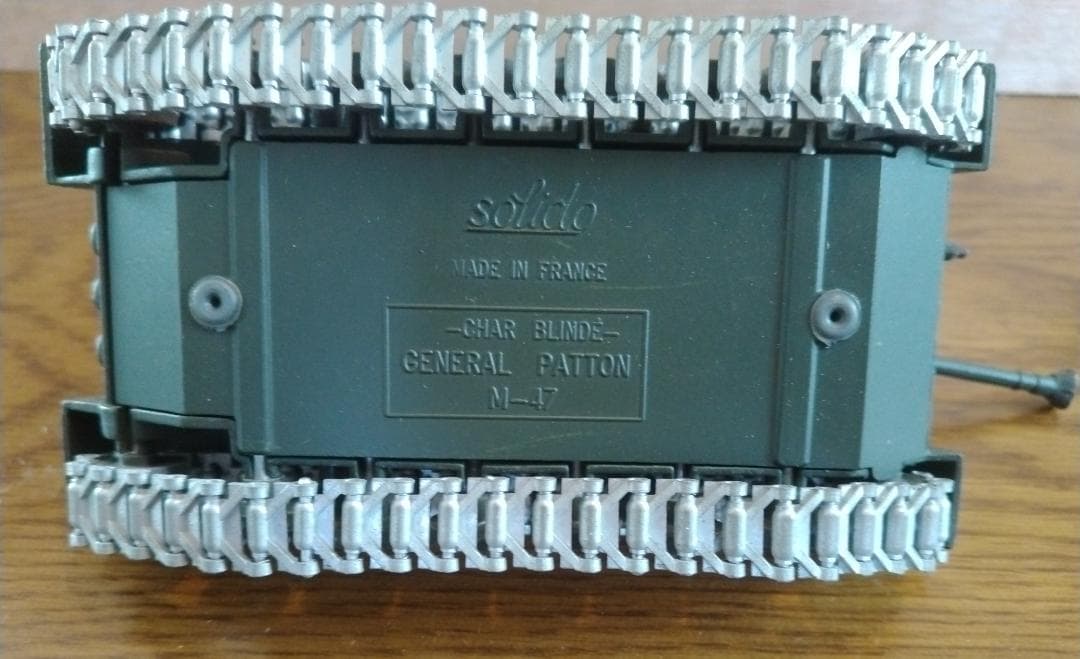 solido
MADE IN FRANCE
-CHAR BLINDÉ-
GENERAL PATTON
M-47